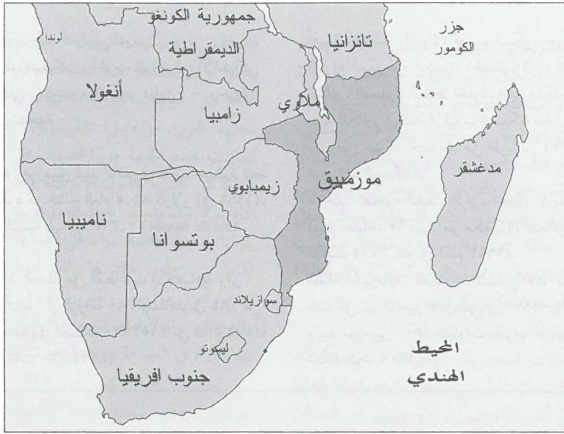 جمهورية الكونغو
الديمقراطية
تانزانيا
جزر
الكومور
لوندا
أنغولا
زامبيا
ملاوي
موزمبيق
مدغشقر
زيمبابوي
ناميبيا
بوتسوانا
سوازيلاند
ليسوتو
جنوب افريقيا
المحيط
الهندي